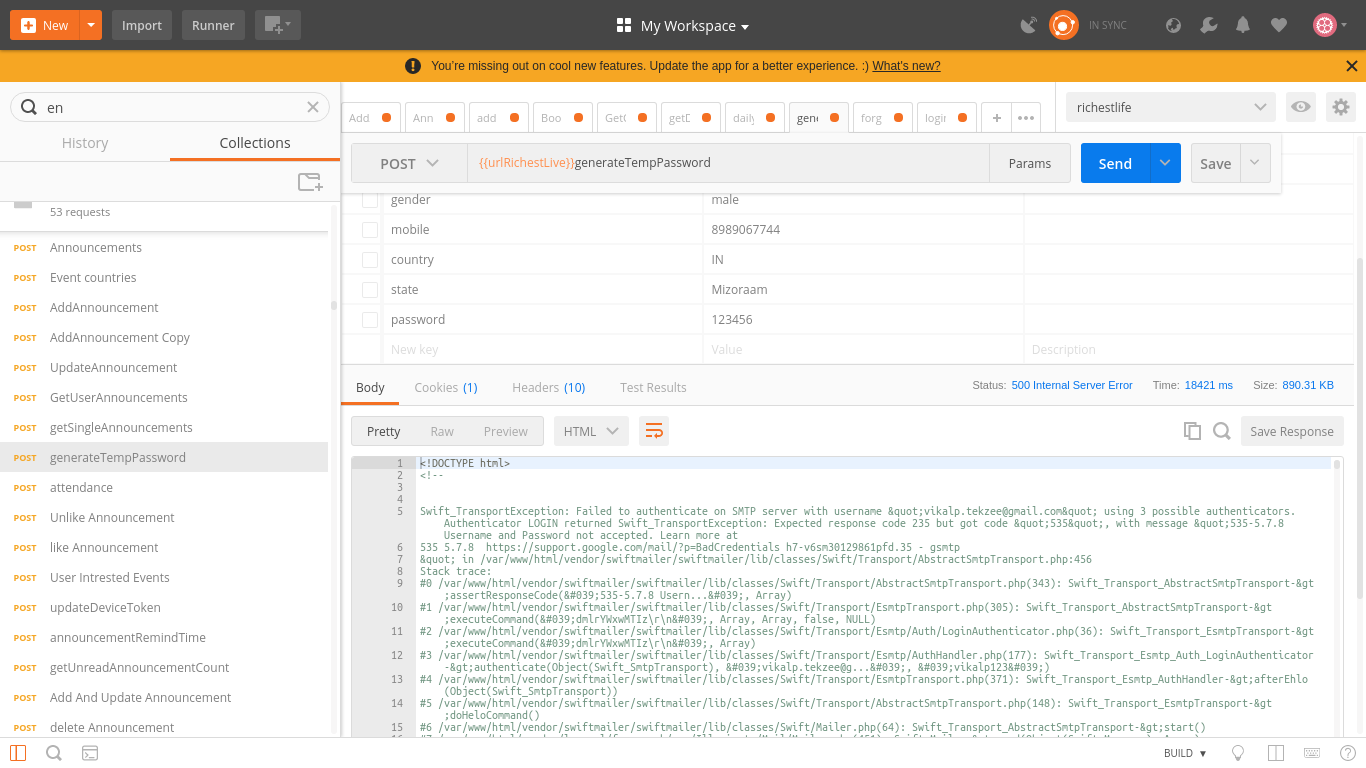 New
Import
Runner
My Workspace
IN SYNC
You're missing out on cool new features. Update the app for a better experience. :) What's new?
en
History
Collections
53 requests
POST Announcements
POST Event countries
POST AddAnnouncement
POST AddAnnouncement Copy
POST UpdateAnnouncement
POST GetUserAnnouncements
POST getSingleAnnouncements
POST generateTempPassword
POST attendance
POST Unlike Announcement
POST like Announcement
POST User Intrested Events
POST updateDeviceToken
POST announcementRemindTime
POST getUnreadAnnouncementCount
POST Add And Update Announcement
POST delete Announcement
Add
Ann
add
Boo
Get
get
daily
gen
forg
login
richestlife
POST {{urlRichestLive}}generateTempPassword Params Send Save
gender male
mobile 8989067744
country IN
state Mizoraam
password 123456
New key Value Description
Body Cookies (1) Headers (10) Test Results Status: 500 Internal Server Error Time: 18421 ms Size: 890.31 KB
Pretty Raw Preview HTML Save Response
1 <!DOCTYPE html>
2 <!--
3
4
5 Swift_TransportException: Failed to authenticate on SMTP server with username &quot;vikalp.tekzee@gmail.com&quot; using 3 possible authenticators.
Authenticator LOGIN returned Swift_TransportException: Expected response code 235 but got code &quot;535&quot;, with message &quot;535-5.7.8
Username and Password not accepted. Learn more at
6 535 5.7.8  https://support.google.com/mail/?p=BadCredentials h7-v6sm30129861pfd.35 - gsmtp
7 &quot; in /var/www/html/vendor/swiftmailer/swiftmailer/lib/classes/Swift/Transport/AbstractSmtpTransport.php:456
8 Stack trace:
9 #0 /var/www/html/vendor/swiftmailer/swiftmailer/lib/classes/Swift/Transport/AbstractSmtpTransport.php(343): Swift_Transport_AbstractSmtpTransport-&gt
;assertResponseCode(&#039;535-5.7.8 Usern...&#039;, Array)
10 #1 /var/www/html/vendor/swiftmailer/swiftmailer/lib/classes/Swift/Transport/EsmtpTransport.php(305): Swift_Transport_AbstractSmtpTransport-&gt
;executeCommand(&#039;dmlrYWxwMTIz\r\n&#039;, Array, Array, false, NULL)
11 #2 /var/www/html/vendor/swiftmailer/swiftmailer/lib/classes/Swift/Transport/Esmtp/Auth/LoginAuthenticator.php(36): Swift_Transport_EsmtpTransport-&gt
;executeCommand(&#039;dmlrYWxwMTIz\r\n&#039;, Array)
12 #3 /var/www/html/vendor/swiftmailer/swiftmailer/lib/classes/Swift/Transport/Esmtp/AuthHandler.php(177): Swift_Transport_Esmtp_Auth_LoginAuthenticator
-&gt;authenticate(Object(Swift_SmtpTransport), &#039;vikalp.tekzee@g...&#039;, &#039;vikalp123&#039;)
13 #4 /var/www/html/vendor/swiftmailer/swiftmailer/lib/classes/Swift/Transport/EsmtpTransport.php(371): Swift_Transport_Esmtp_AuthHandler-&gt;afterEhlo
(Object(Swift_SmtpTransport))
14 #5 /var/www/html/vendor/swiftmailer/swiftmailer/lib/classes/Swift/Transport/AbstractSmtpTransport.php(148): Swift_Transport_EsmtpTransport-&gt
;doHeloCommand()
15 #6 /var/www/html/vendor/swiftmailer/swiftmailer/lib/classes/Swift/Mailer.php(64): Swift_Transport_AbstractSmtpTransport-&gt;start()
BUILD